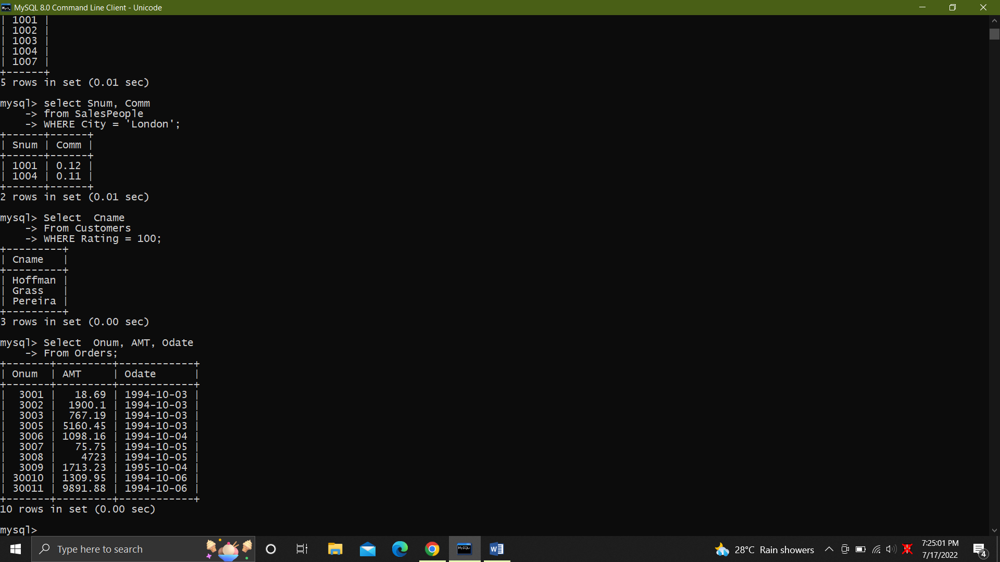 MySQL 8.0 Command Line Client - Unicode
| 1001 |
| 1002 |
| 1003 |
| 1004 |
| 1007 |
+------+
5 rows in set (0.01 sec)
mysql> select Snum, Comm
    -> from SalesPeople
    -> WHERE City = 'London';
+------+------+
| Snum | Comm |
+------+------+
| 1001 | 0.12 |
| 1004 | 0.11 |
+------+------+
2 rows in set (0.01 sec)
mysql> Select  Cname
    -> From Customers
    -> WHERE Rating = 100;
+---------+
| Cname   |
+---------+
| Hoffman |
| Grass   |
| Pereira |
+---------+
3 rows in set (0.00 sec)
mysql> Select  Onum, AMT, Odate
    -> From Orders;
+-------+---------+------------+
| Onum  | AMT     | Odate      |
+-------+---------+------------+
|  3001 |   18.69 | 1994-10-03 |
|  3002 |  1900.1 | 1994-10-03 |
|  3003 |  767.19 | 1994-10-03 |
|  3005 | 5160.45 | 1994-10-03 |
|  3006 | 1098.16 | 1994-10-04 |
|  3007 |   75.75 | 1994-10-05 |
|  3008 |    4723 | 1994-10-05 |
|  3009 | 1713.23 | 1995-10-04 |
| 30010 | 1309.95 | 1994-10-06 |
| 30011 | 9891.88 | 1994-10-06 |
+-------+---------+------------+
10 rows in set (0.00 sec)
mysql>
Type here to search
28°C Rain showers
7:25:01 PM
7/17/2022
4